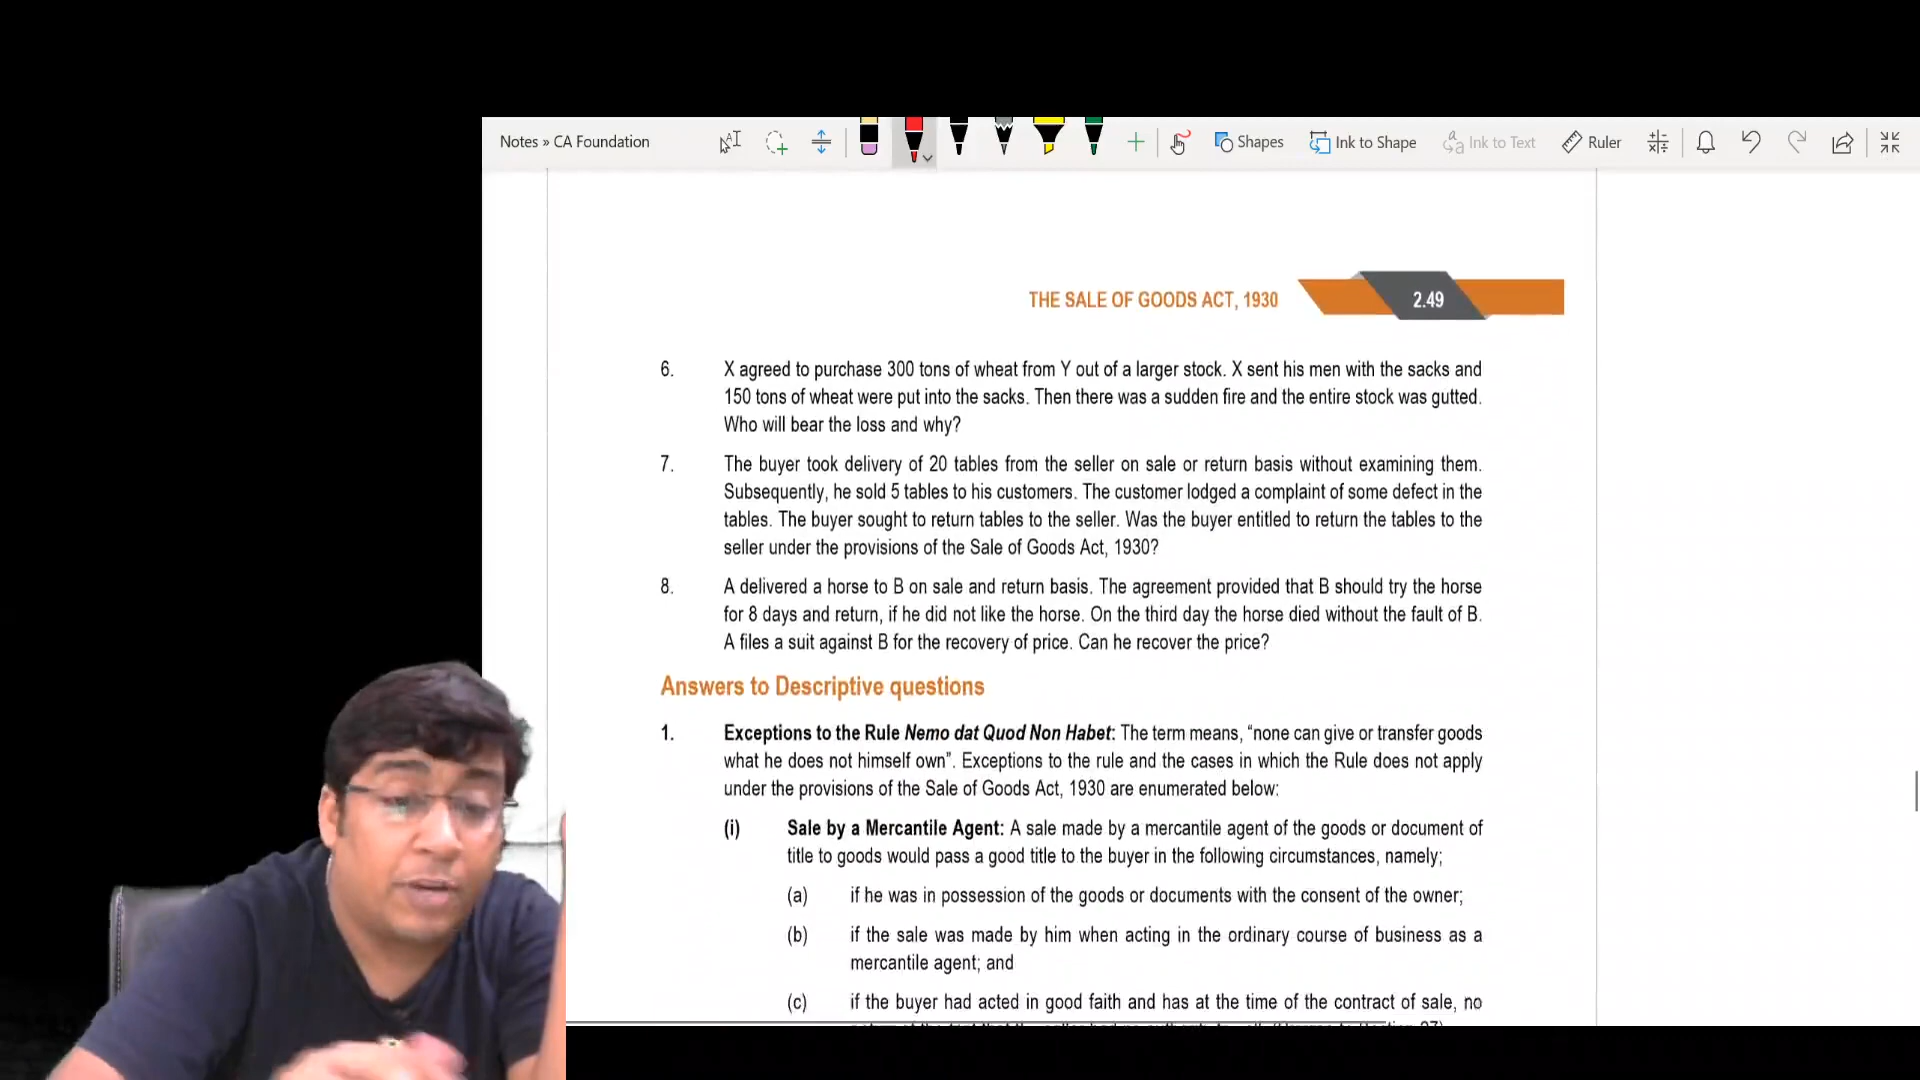 Notes » CA Foundation
Shapes
Ink to Shape
Ink to Text
Ruler
THE SALE OF GOODS ACT, 1930
2.49
6. X agreed to purchase 300 tons of wheat from Y out of a larger stock. X sent his men with the sacks and
150 tons of wheat were put into the sacks. Then there was a sudden fire and the entire stock was gutted.
Who will bear the loss and why?
7. The buyer took delivery of 20 tables from the seller on sale or return basis without examining them.
Subsequently, he sold 5 tables to his customers. The customer lodged a complaint of some defect in the
tables. The buyer sought to return tables to the seller. Was the buyer entitled to return the tables to the
seller under the provisions of the Sale of Goods Act, 1930?
8. A delivered a horse to B on sale and return basis. The agreement provided that B should try the horse
for 8 days and return, if he did not like the horse. On the third day the horse died without the fault of B.
A files a suit against B for the recovery of price. Can he recover the price?
Answers to Descriptive questions
1. Exceptions to the Rule Nemo dat Quod Non Habet: The term means, “none can give or transfer goods
what he does not himself own”. Exceptions to the rule and the cases in which the Rule does not apply
under the provisions of the Sale of Goods Act, 1930 are enumerated below:
(i) Sale by a Mercantile Agent: A sale made by a mercantile agent of the goods or document of
title to goods would pass a good title to the buyer in the following circumstances, namely;
(a) if he was in possession of the goods or documents with the consent of the owner;
(b) if the sale was made by him when acting in the ordinary course of business as a
mercantile agent; and
(c) if the buyer had acted in good faith and has at the time of the contract of sale, no